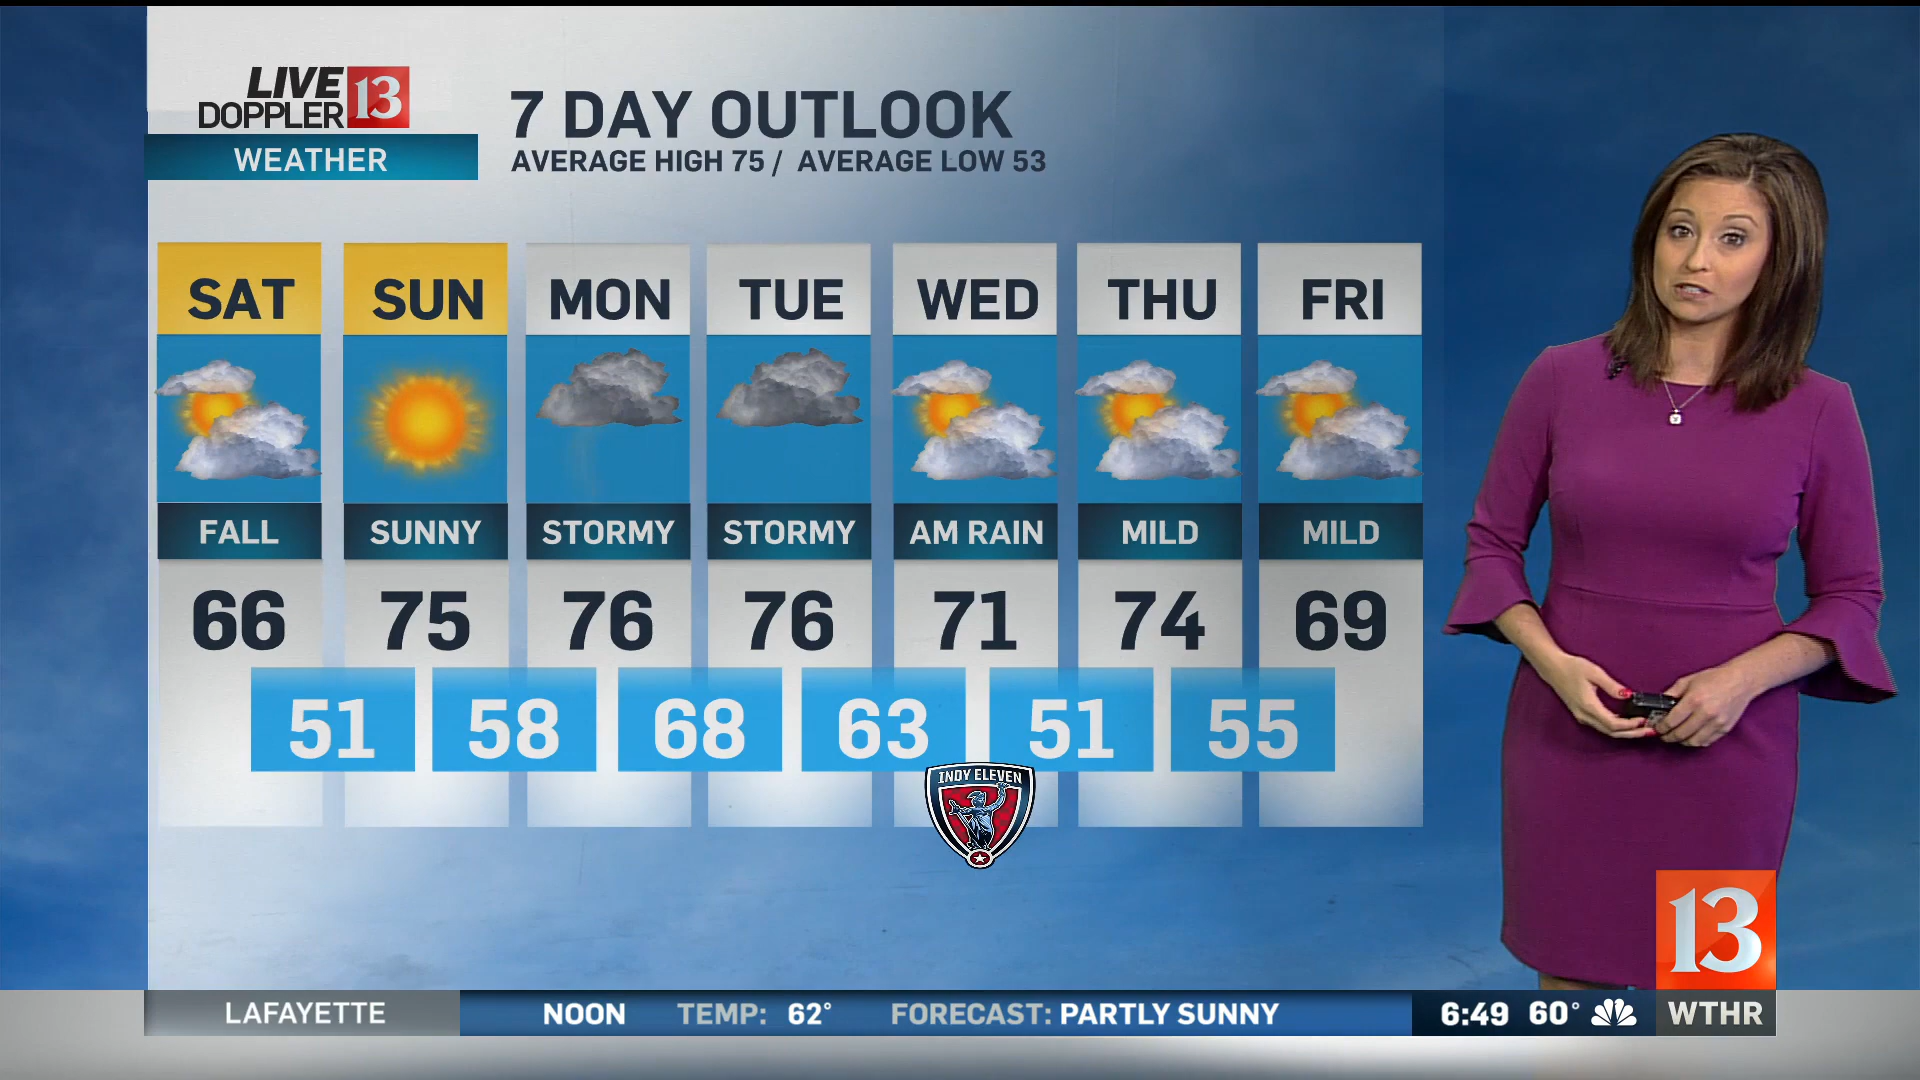 LIVE
DOPPLER 13
WEATHER
7 DAY OUTLOOK
AVERAGE HIGH 75 / AVERAGE LOW 53
SAT SUN MON TUE WED THU FRI
FALL SUNNY STORMY STORMY AM RAIN MILD MILD
66 75 76 76 71 74 69
51 58 68 63 51 55
INDY ELEVEN
13
LAFAYETTE NOON TEMP: 62° FORECAST: PARTLY SUNNY 6:49 60° WTHR